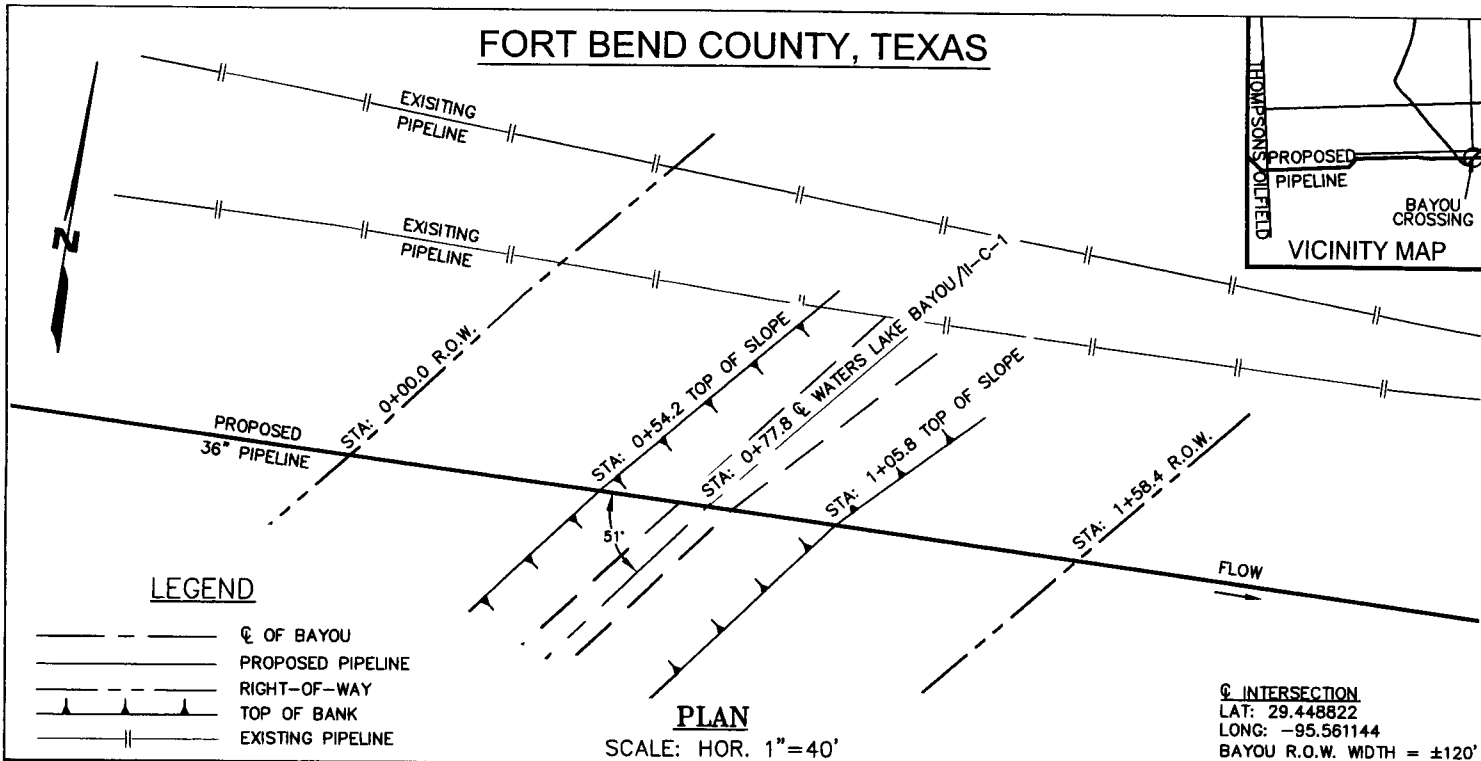 FORT BEND COUNTY, TEXAS
EXISITING
PIPELINE
EXISITING
PIPELINE
N
THOMPSONS OILFIELD
PROPOSED
PIPELINE
BAYOU
CROSSING
VICINITY MAP
STA: 0+00.0 R.O.W.
STA: 0+54.2 TOP OF SLOPE
STA: 0+77.8 ℄ WATERS LAKE BAYOU/II-C-1
STA: 1+05.8 TOP OF SLOPE
STA: 1+58.4 R.O.W.
PROPOSED
36" PIPELINE
51°
FLOW
LEGEND
℄ OF BAYOU
PROPOSED PIPELINE
RIGHT-OF-WAY
TOP OF BANK
EXISTING PIPELINE
PLAN
SCALE: HOR. 1"=40'
℄ INTERSECTION
LAT: 29.448822
LONG: -95.561144
BAYOU R.O.W. WIDTH = ±120'